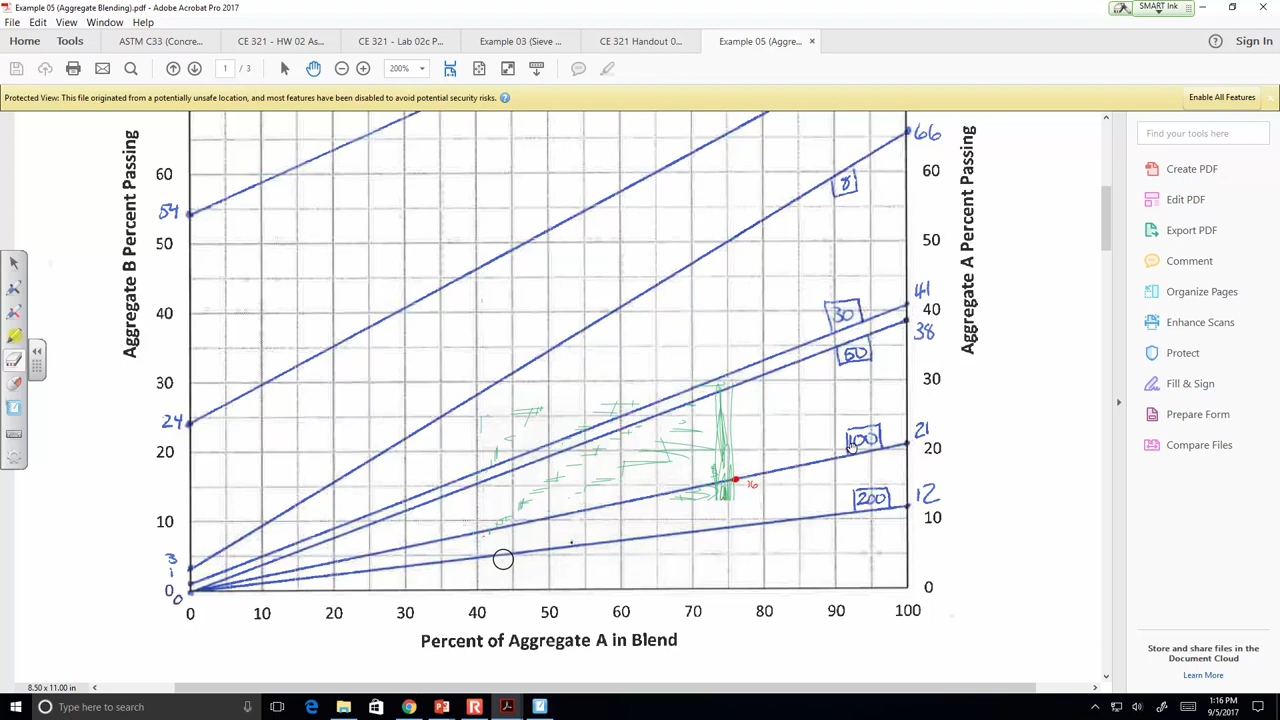 Example 05 (Aggregate Blending).pdf - Adobe Acrobat Pro 2017
SMART Ink
File Edit View Window Help
Home Tools ASTM C33 (Concre... CE 321 - HW 02 As... CE 321 - Lab 02c P... Example 03 (Sieve ... CE 321 Handout 0... Example 05 (Aggre... × Sign In
1 / 3 200%
Protected View: This file originated from a potentially unsafe location, and most features have been disabled to avoid potential security risks. Enable All Features
Aggregate B Percent Passing
60
50
40
30
20
10
0
54
24
3
1
0
66
8
41
30
38
50
21
100
16
12
200
60
50
40
30
20
10
0
Aggregate A Percent Passing
0 10 20 30 40 50 60 70 80 90 100
Percent of Aggregate A in Blend
Find your tools here
Create PDF
Edit PDF
Export PDF
Comment
Organize Pages
Enhance Scans
Protect
Fill & Sign
Prepare Form
Compare Files
Store and share files in the
Document Cloud
Learn More
8.50 x 11.00 in
Type here to search
1:16 PM
9/5/2017